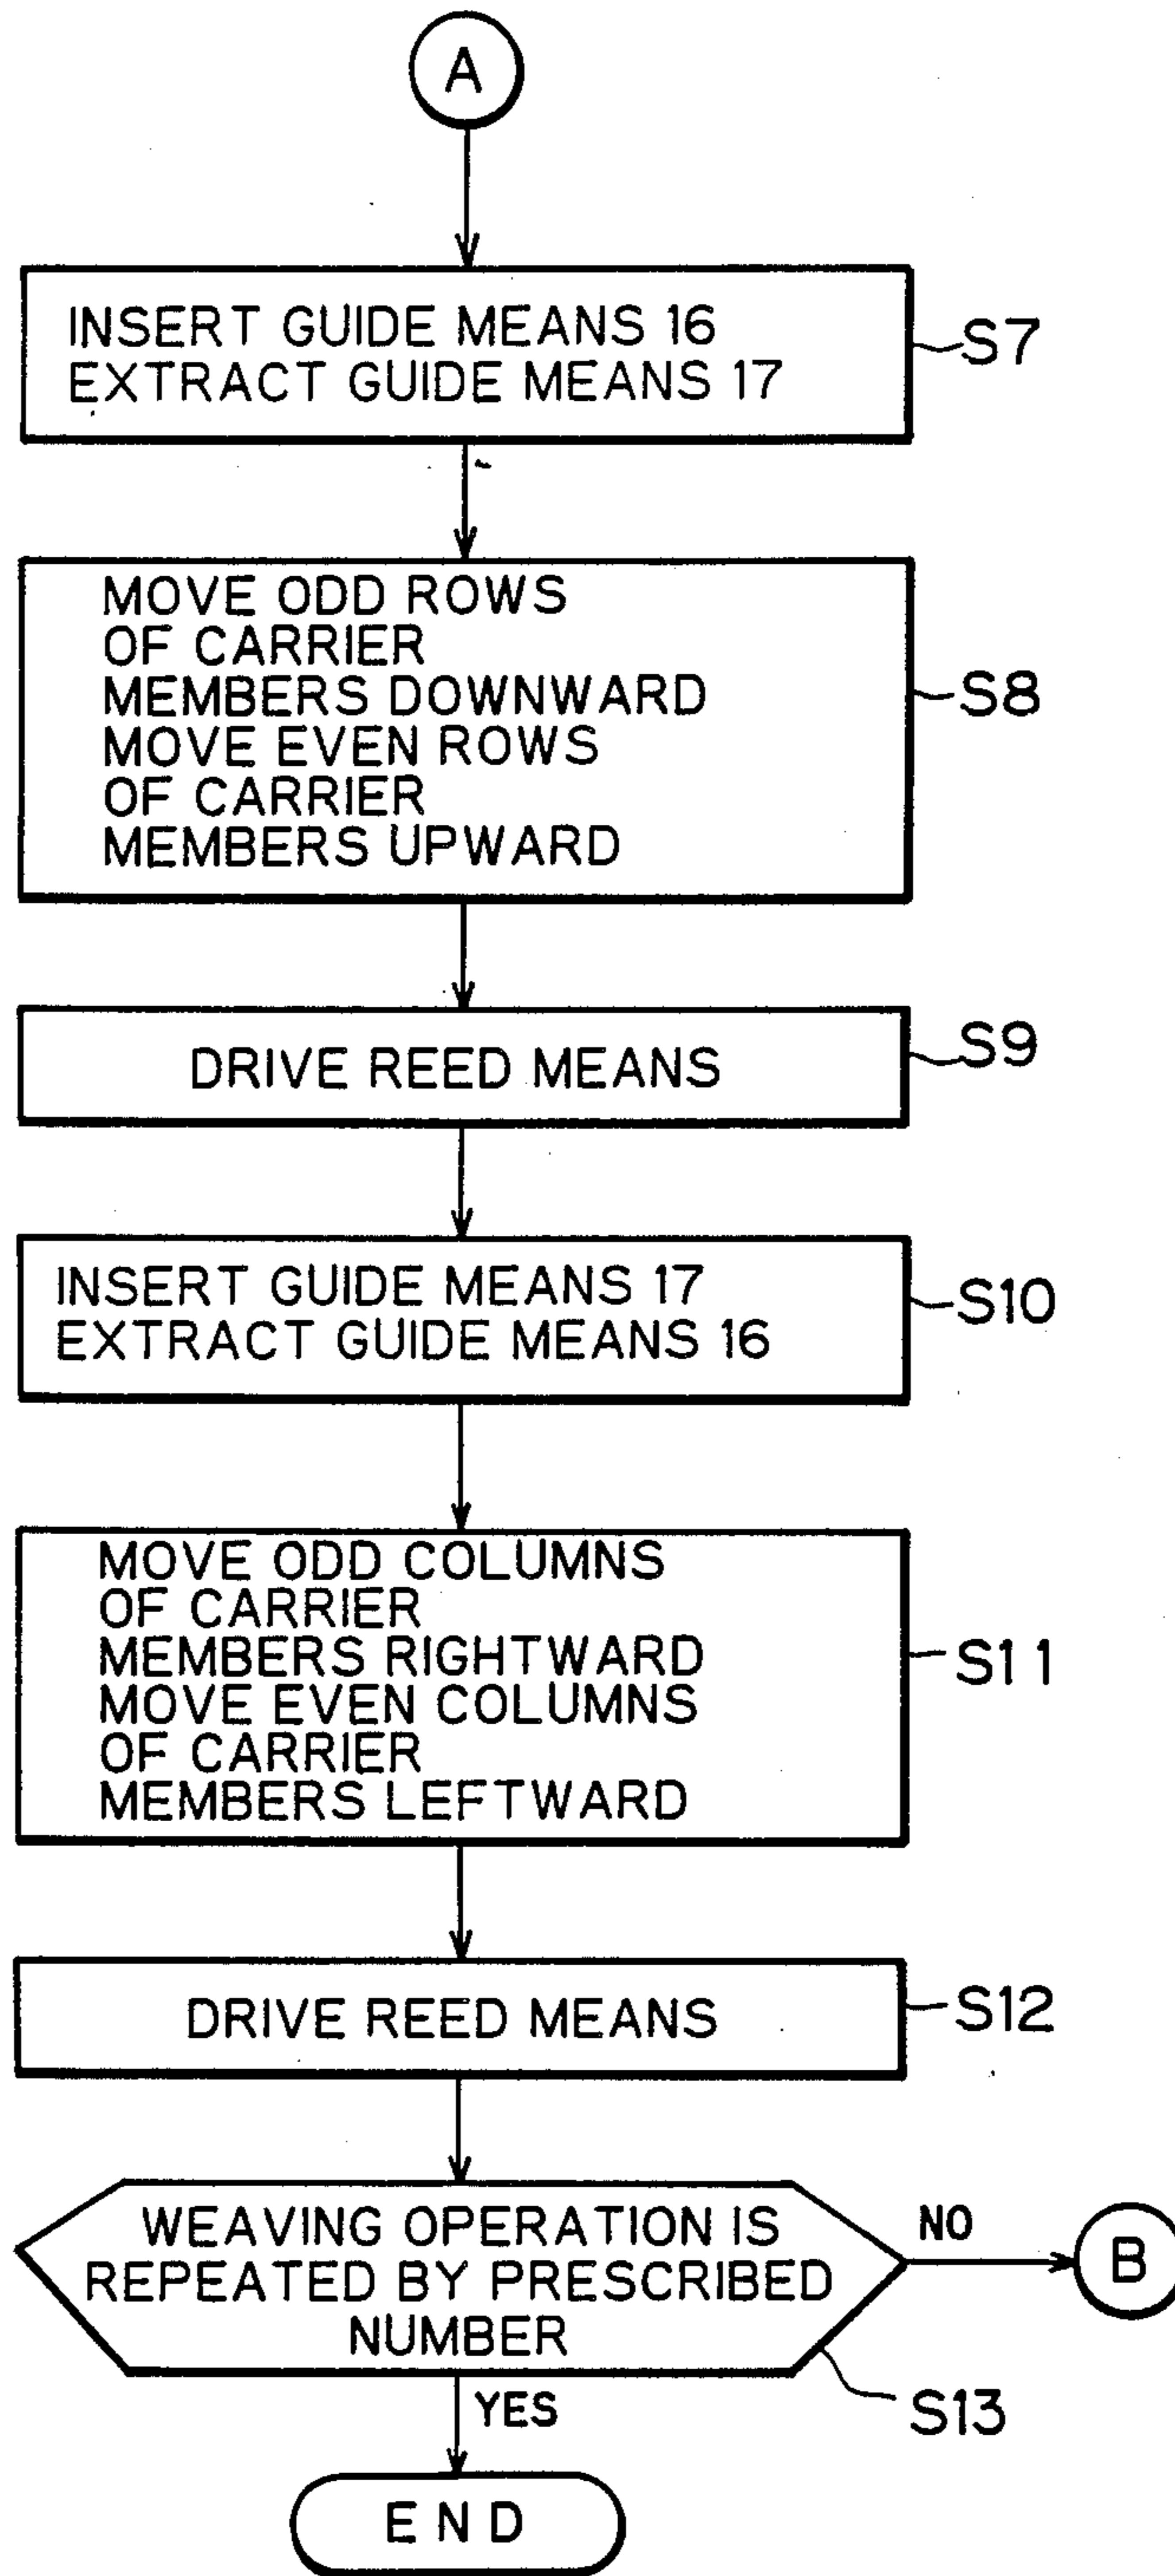 A
INSERT GUIDE MEANS 16
EXTRACT GUIDE MEANS 17
S7
MOVE ODD ROWS
OF CARRIER
MEMBERS DOWNWARD
MOVE EVEN ROWS
OF CARRIER
MEMBERS UPWARD
S8
DRIVE REED MEANS
S9
INSERT GUIDE MEANS 17
EXTRACT GUIDE MEANS 16
S10
MOVE ODD COLUMNS
OF CARRIER
MEMBERS RIGHTWARD
MOVE EVEN COLUMNS
OF CARRIER
MEMBERS LEFTWARD
S11
DRIVE REED MEANS
S12
WEAVING OPERATION IS
REPEATED BY PRESCRIBED
NUMBER
NO
B
S13
YES
END